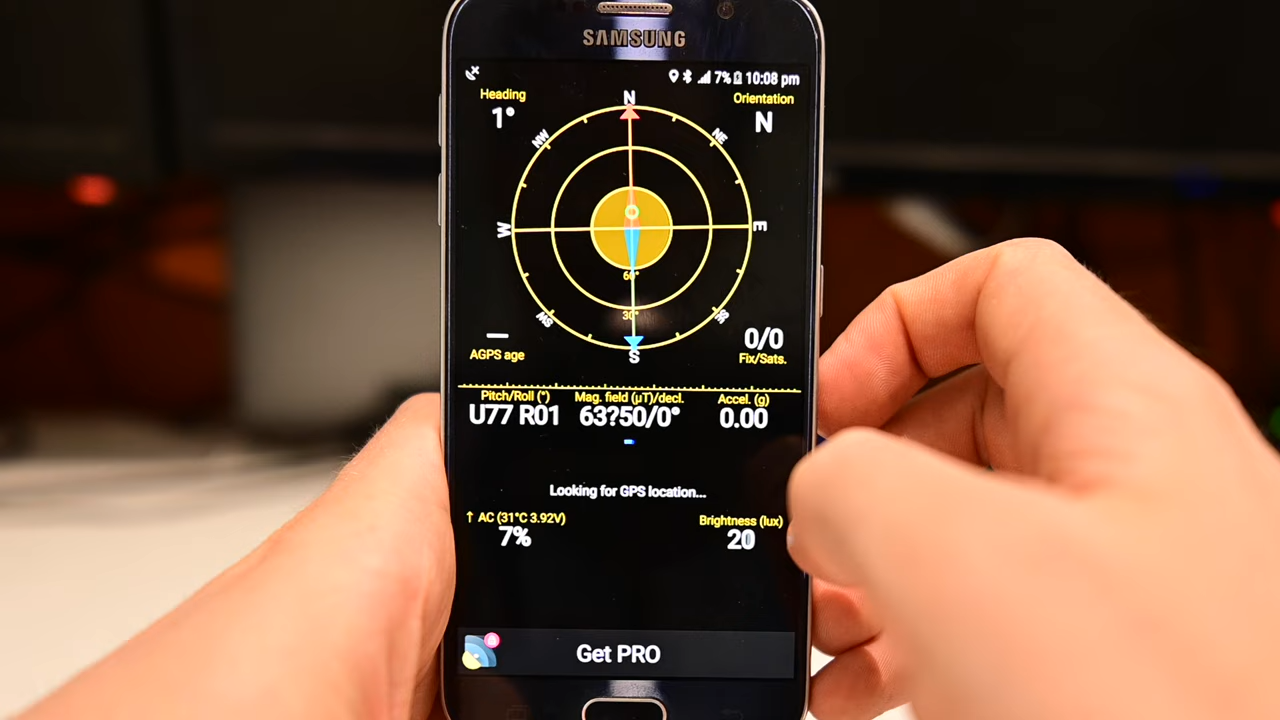 SAMSUNG
7% 10:08 pm
Heading
1°
Orientation
N
N
NW
NE
W
E
60°
30°
SW
SE
S
AGPS age
0/0
Fix/Sats.
Pitch/Roll (°)
U77 R01
Mag. field (µT)/decl.
63?50/0°
Accel. (g)
0.00
Looking for GPS location...
↑ AC (31°C 3.92V)
7%
Brightness (lux)
20
Get PRO